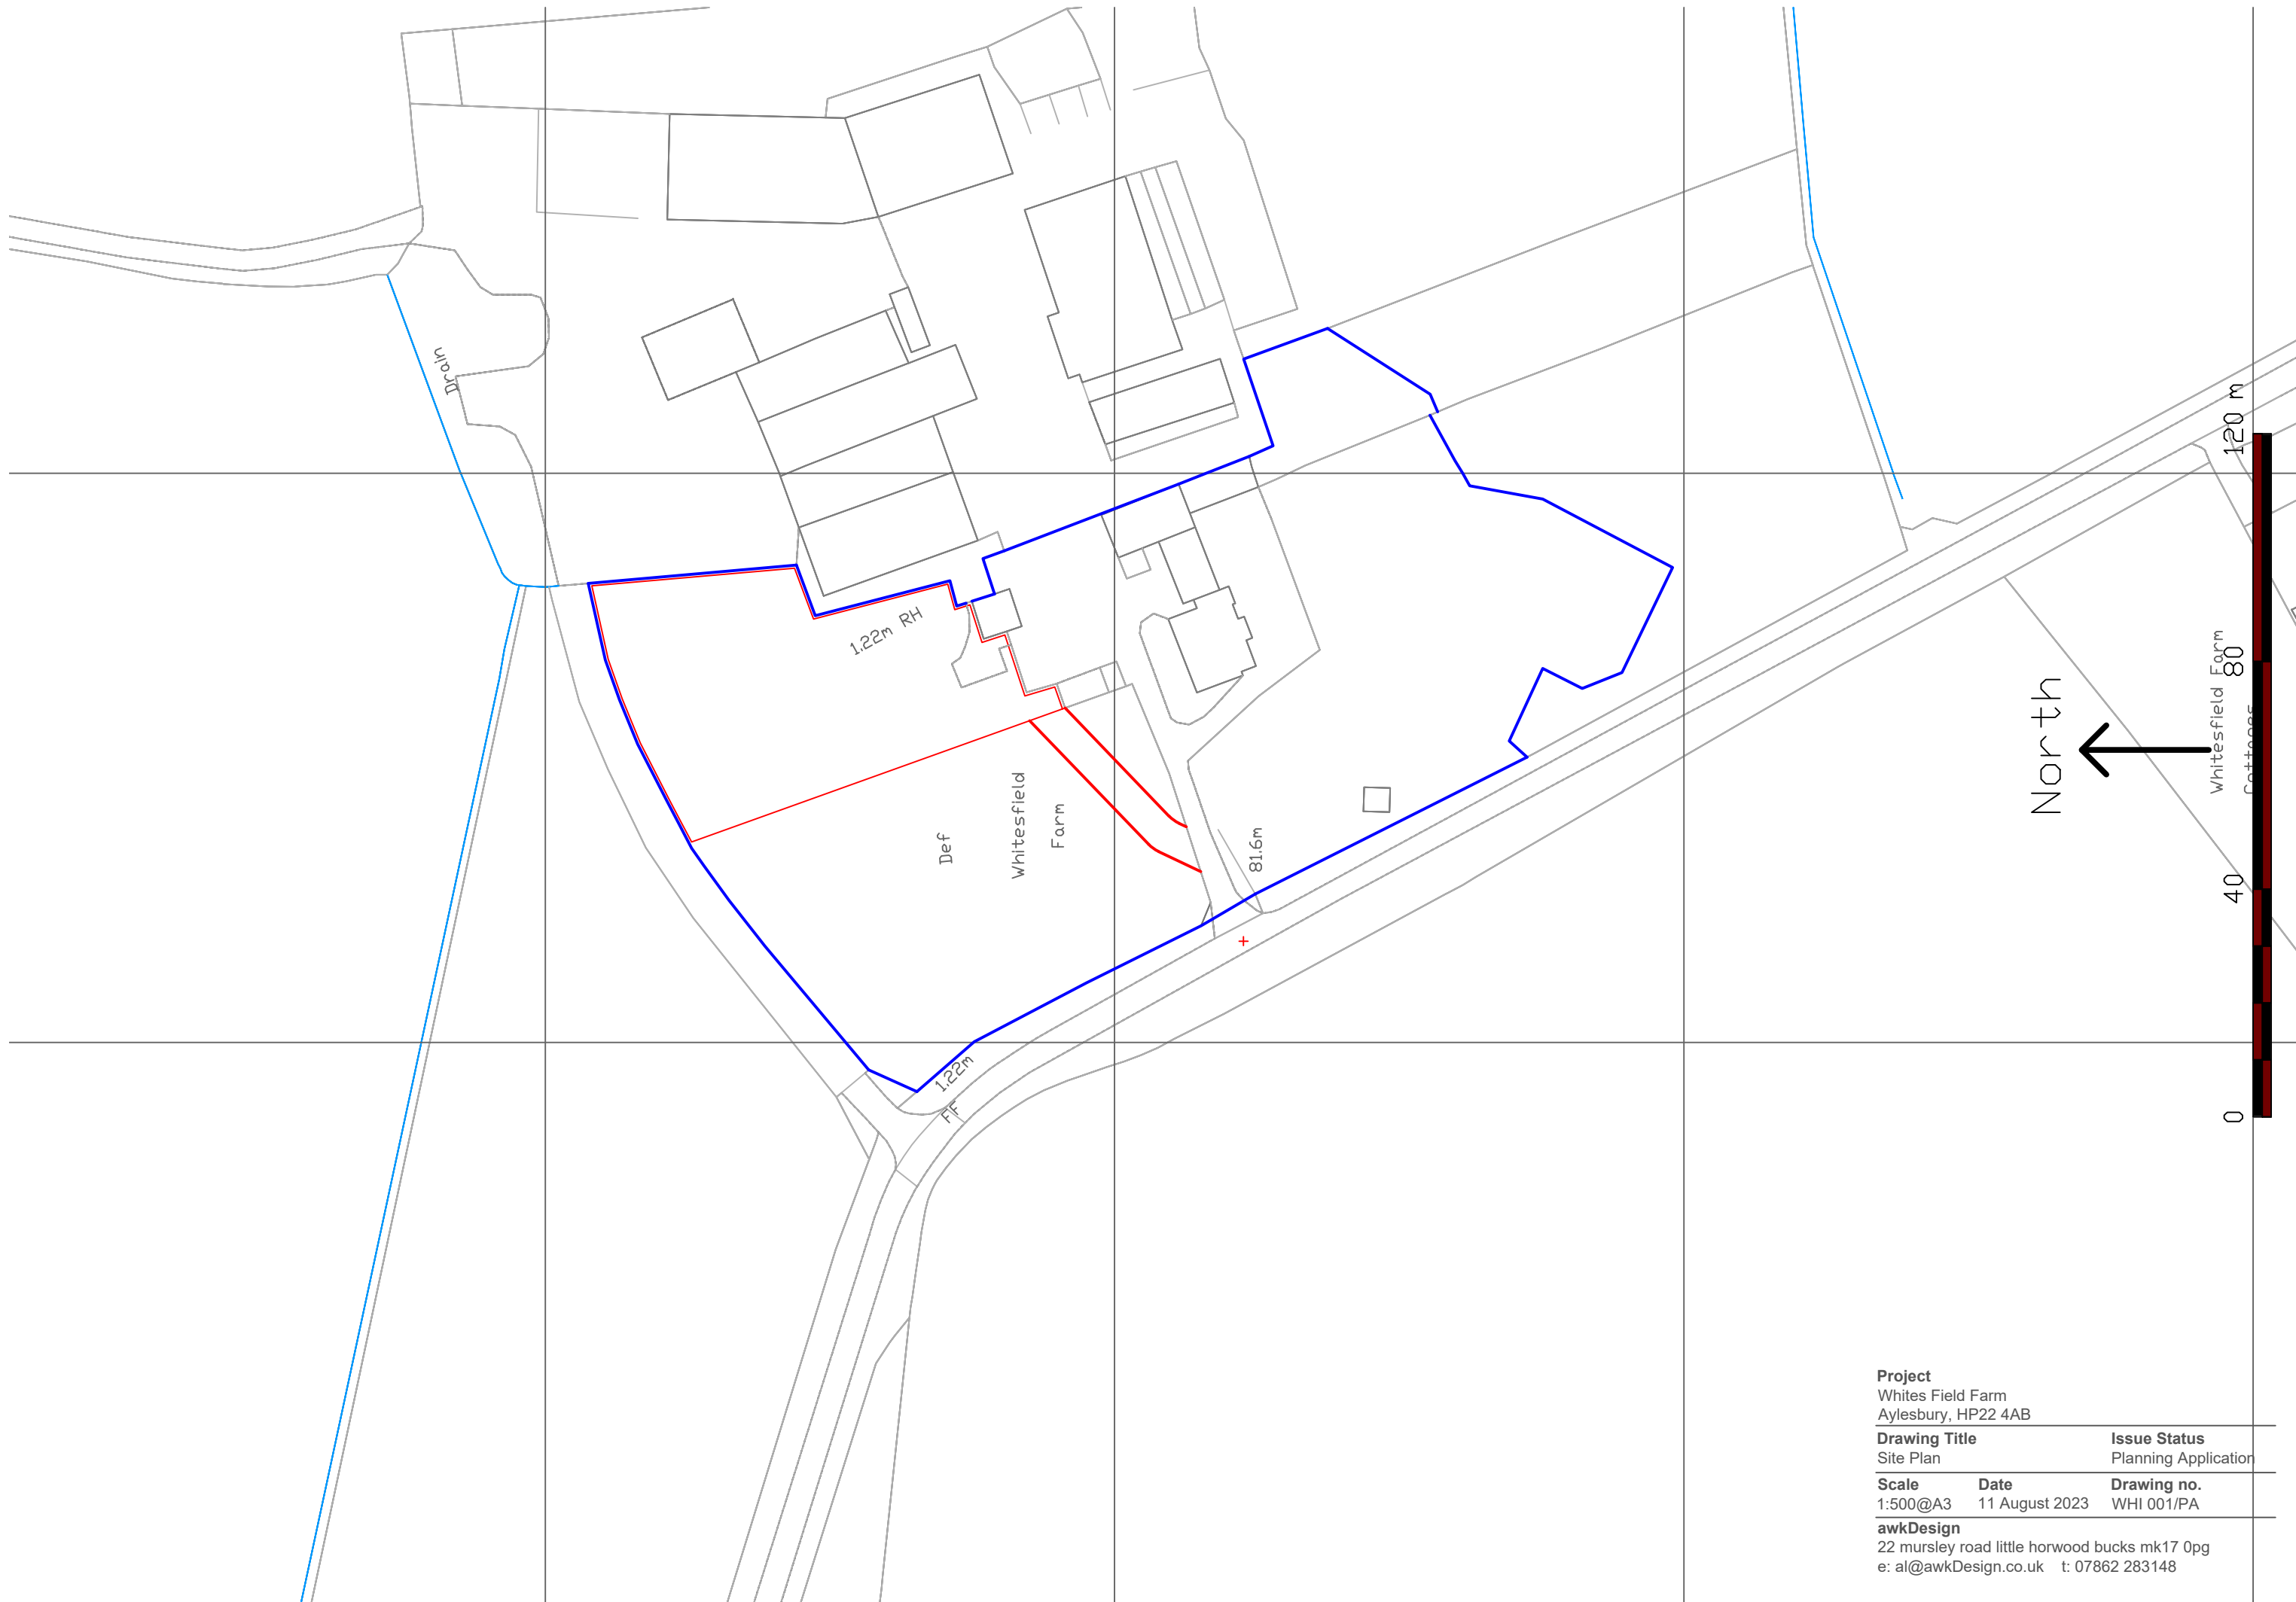 Drain
1.22m RH
Def
Whitesfield
Farm
81.6m
1.22m
FF
North
Whitesfield Farm
Cottages
120 m
80
40
0
Project
Whites Field Farm
Aylesbury, HP22 4AB
Drawing Title
Issue Status
Site Plan
Planning Application
Scale
Date
Drawing no.
1:500@A3
11 August 2023
WHI 001/PA
awkDesign
22 mursley road little horwood bucks mk17 0pg
e: al@awkDesign.co.uk t: 07862 283148